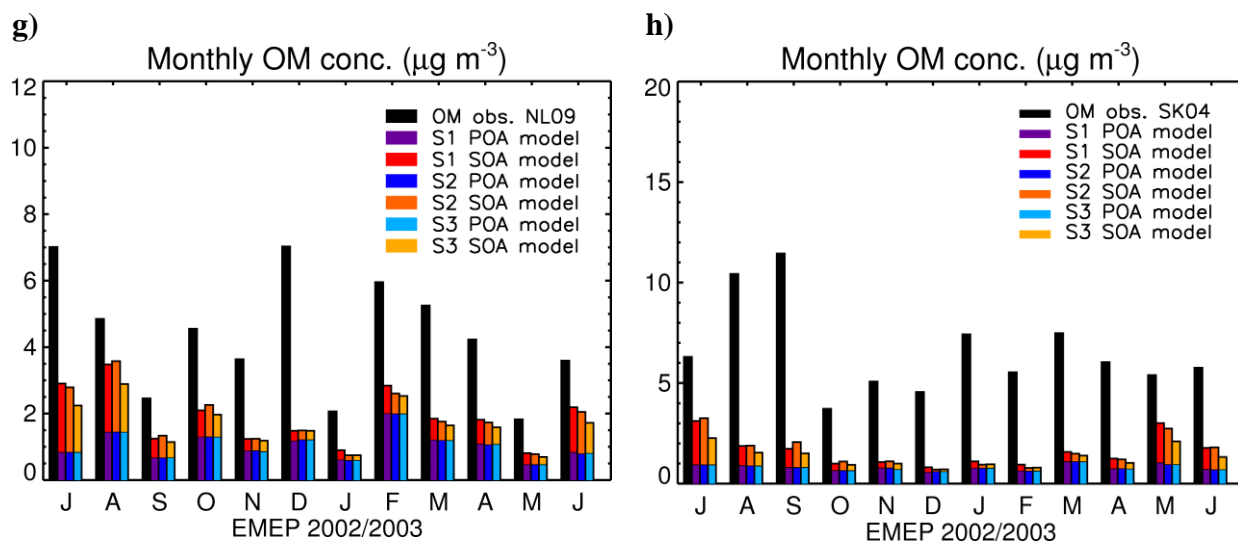 g)
Monthly OM conc. (µg m-3)
12
10
8
6
4
2
0
OM obs. NL09
S1 POA model
S1 SOA model
S2 POA model
S2 SOA model
S3 POA model
S3 SOA model
J A S O N D J F M A M J
EMEP 2002/2003
h)
Monthly OM conc. (µg m-3)
20
15
10
5
0
OM obs. SK04
S1 POA model
S1 SOA model
S2 POA model
S2 SOA model
S3 POA model
S3 SOA model
J A S O N D J F M A M J
EMEP 2002/2003